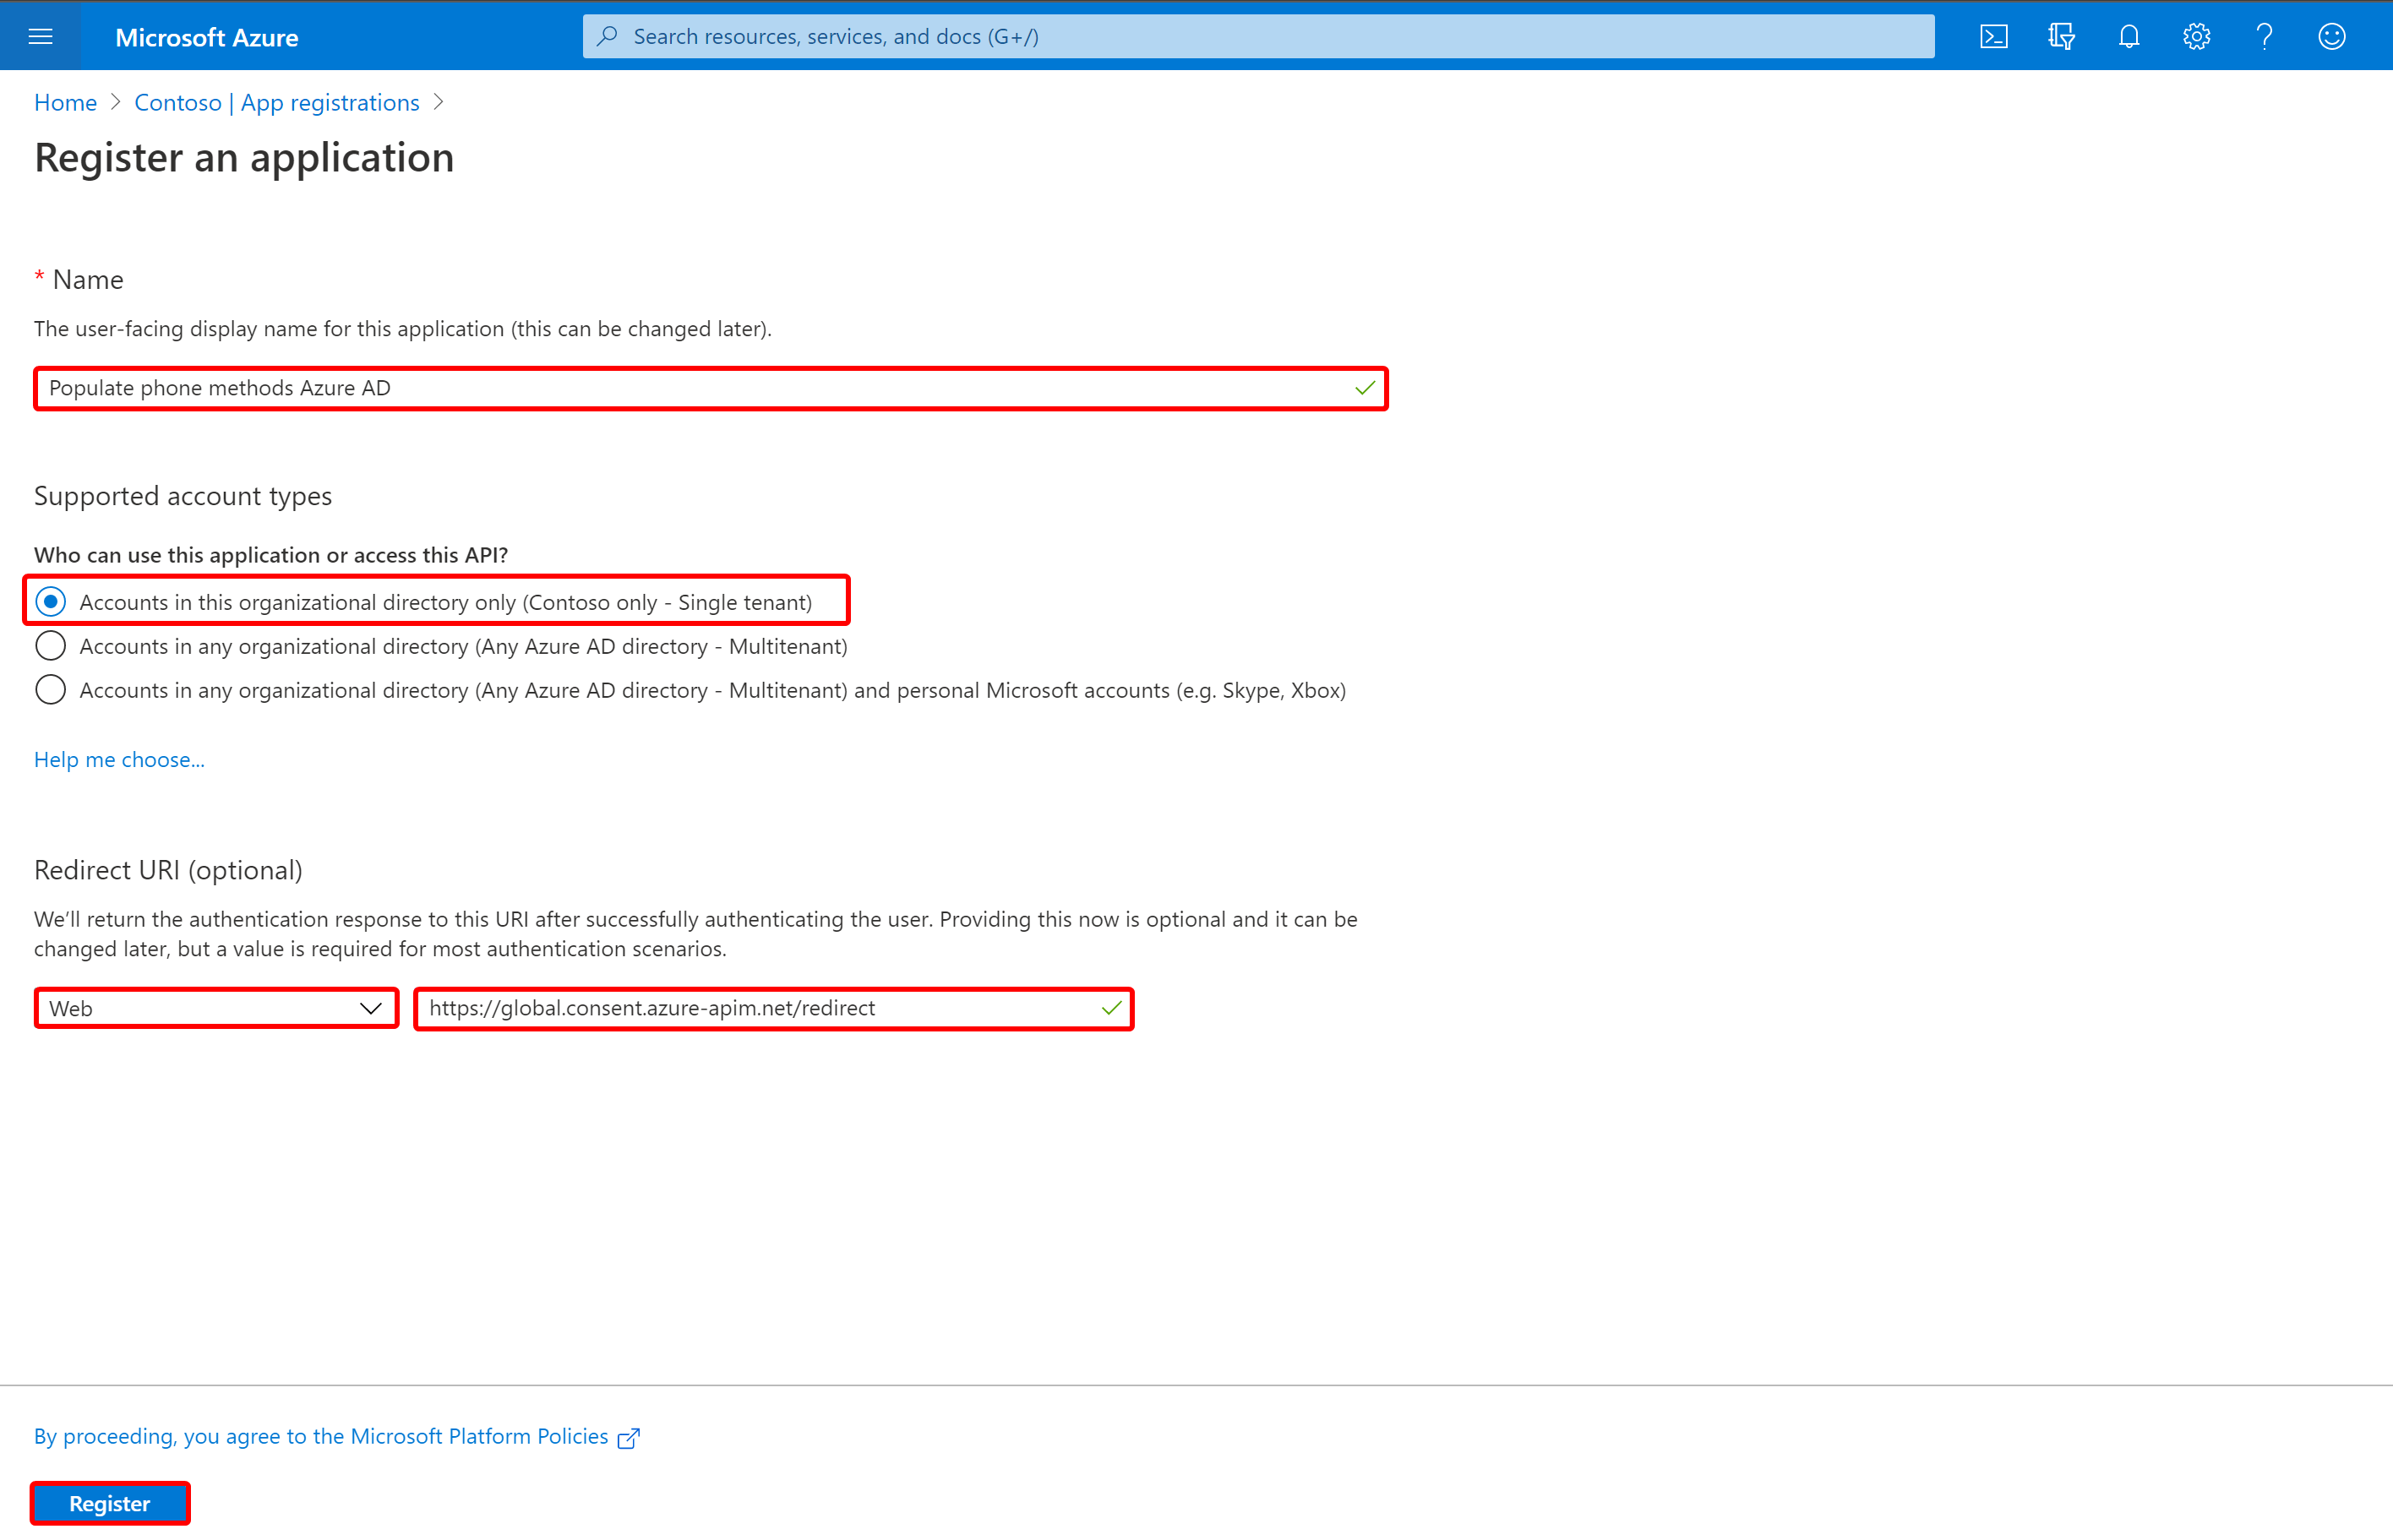 Microsoft Azure
Search resources, services, and docs (G+/)
Home > Contoso | App registrations >
Register an application
* Name
The user-facing display name for this application (this can be changed later).
Populate phone methods Azure AD
Supported account types
Who can use this application or access this API?
Accounts in this organizational directory only (Contoso only - Single tenant)
Accounts in any organizational directory (Any Azure AD directory - Multitenant)
Accounts in any organizational directory (Any Azure AD directory - Multitenant) and personal Microsoft accounts (e.g. Skype, Xbox)
Help me choose...
Redirect URI (optional)
We’ll return the authentication response to this URI after successfully authenticating the user. Providing this now is optional and it can be
changed later, but a value is required for most authentication scenarios.
Web
https://global.consent.azure-apim.net/redirect
By proceeding, you agree to the Microsoft Platform Policies
Register